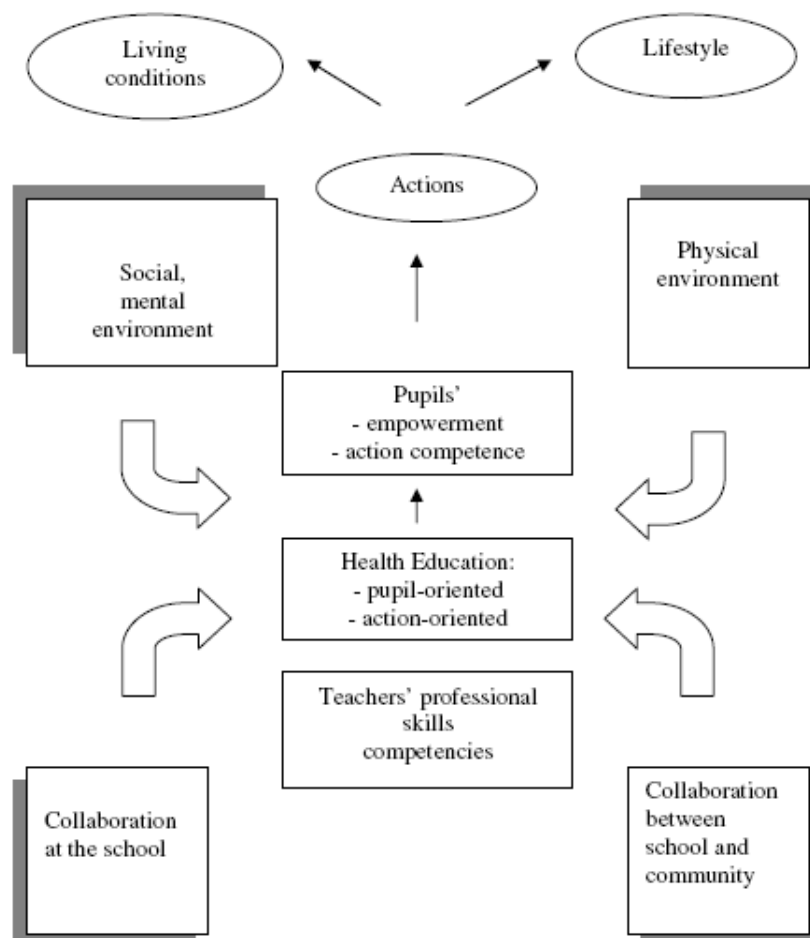 Living
conditions
Lifestyle
Actions
Social,
mental
environment
Physical
environment
Pupils’
- empowerment
- action competence
Health Education:
- pupil-oriented
- action-oriented
Teachers’ professional
skills
competencies
Collaboration
at the school
Collaboration
between
school and
community